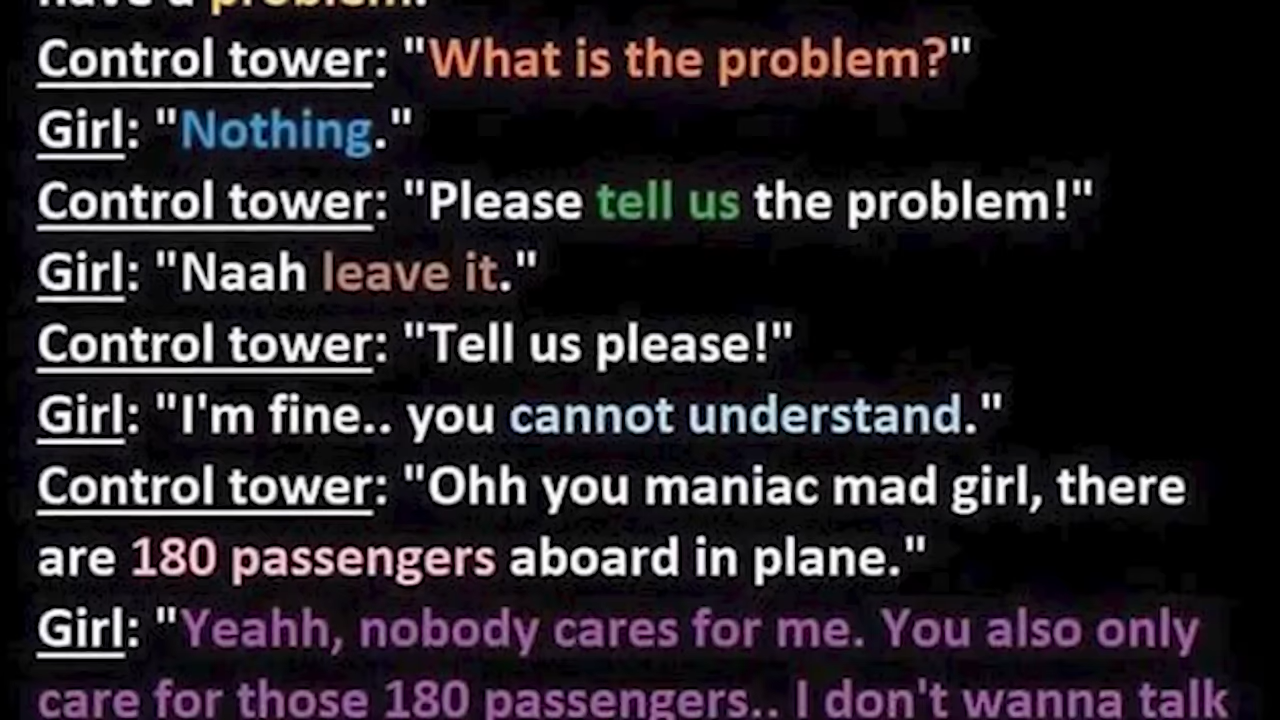 have a problem.
Control tower: "What is the problem?"
Girl: "Nothing."
Control tower: "Please tell us the problem!"
Girl: "Naah leave it."
Control tower: "Tell us please!"
Girl: "I'm fine.. you cannot understand."
Control tower: "Ohh you maniac mad girl, there
are 180 passengers aboard in plane."
Girl: "Yeahh, nobody cares for me. You also only
care for those 180 passengers.. I don't wanna talk